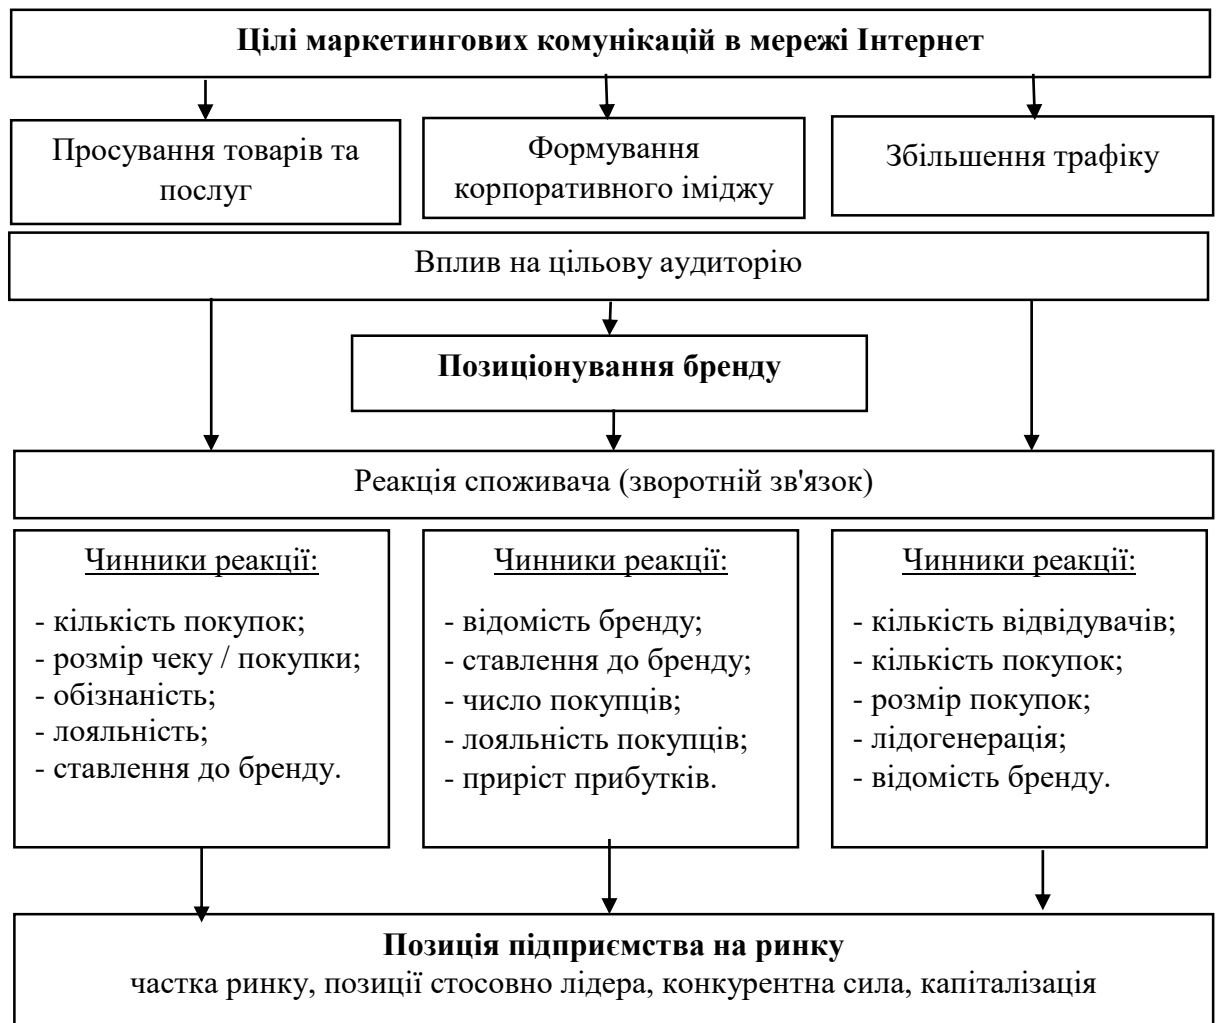 Цілі маркетингових комунікацій в мережі Інтернет
Просування товарів та
послуг
Формування
корпоративного іміджу
Збільшення трафіку
Вплив на цільову аудиторію
Позиціонування бренду
Реакція споживача (зворотній зв'язок)
Чинники реакції:
- кількість покупок;
- розмір чеку / покупки;
- обізнаність;
- лояльність;
- ставлення до бренду.
Чинники реакції:
- відомість бренду;
- ставлення до бренду;
- число покупців;
- лояльність покупців;
- приріст прибутків.
Чинники реакції:
- кількість відвідувачів;
- кількість покупок;
- розмір покупок;
- лідогенерація;
- відомість бренду.
Позиція підприємства на ринку
частка ринку, позиції стосовно лідера, конкурентна сила, капіталізація